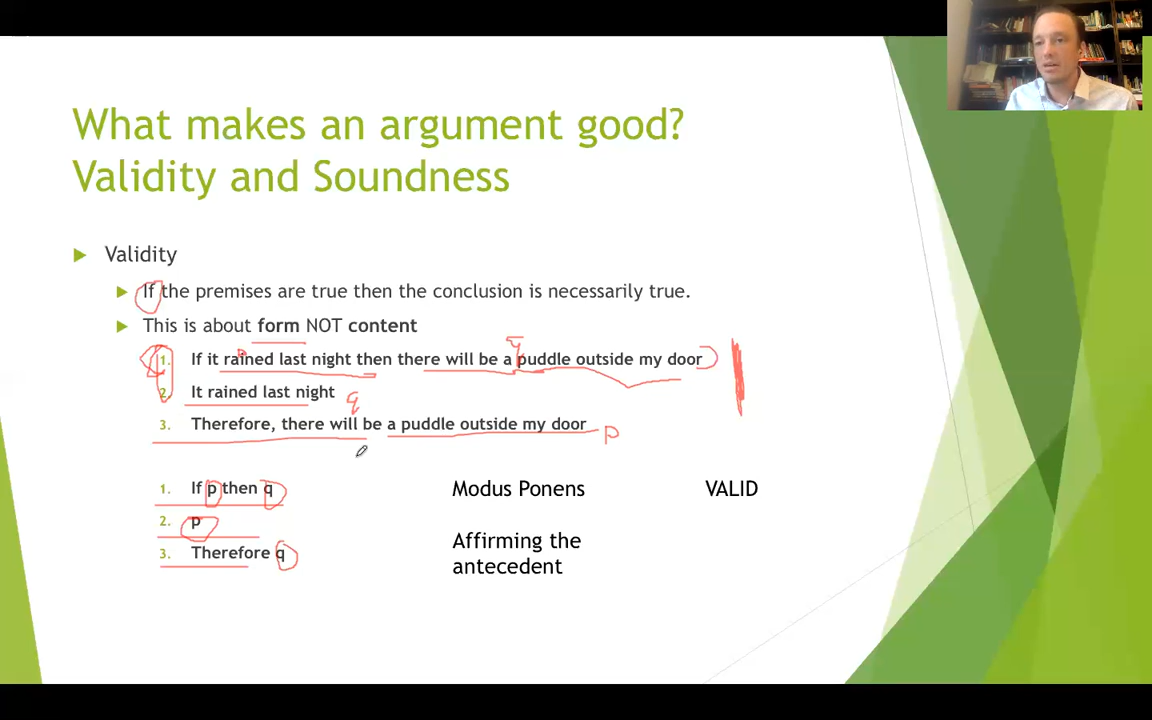 What makes an argument good?
Validity and Soundness
Validity
If the premises are true then the conclusion is necessarily true.
This is about form NOT content
1. If it rained last night then there will be a puddle outside my door
p
q
2. It rained last night
q
3. Therefore, there will be a puddle outside my door
p
1. If p then q
2. p
3. Therefore q
Modus Ponens
VALID
Affirming the
antecedent